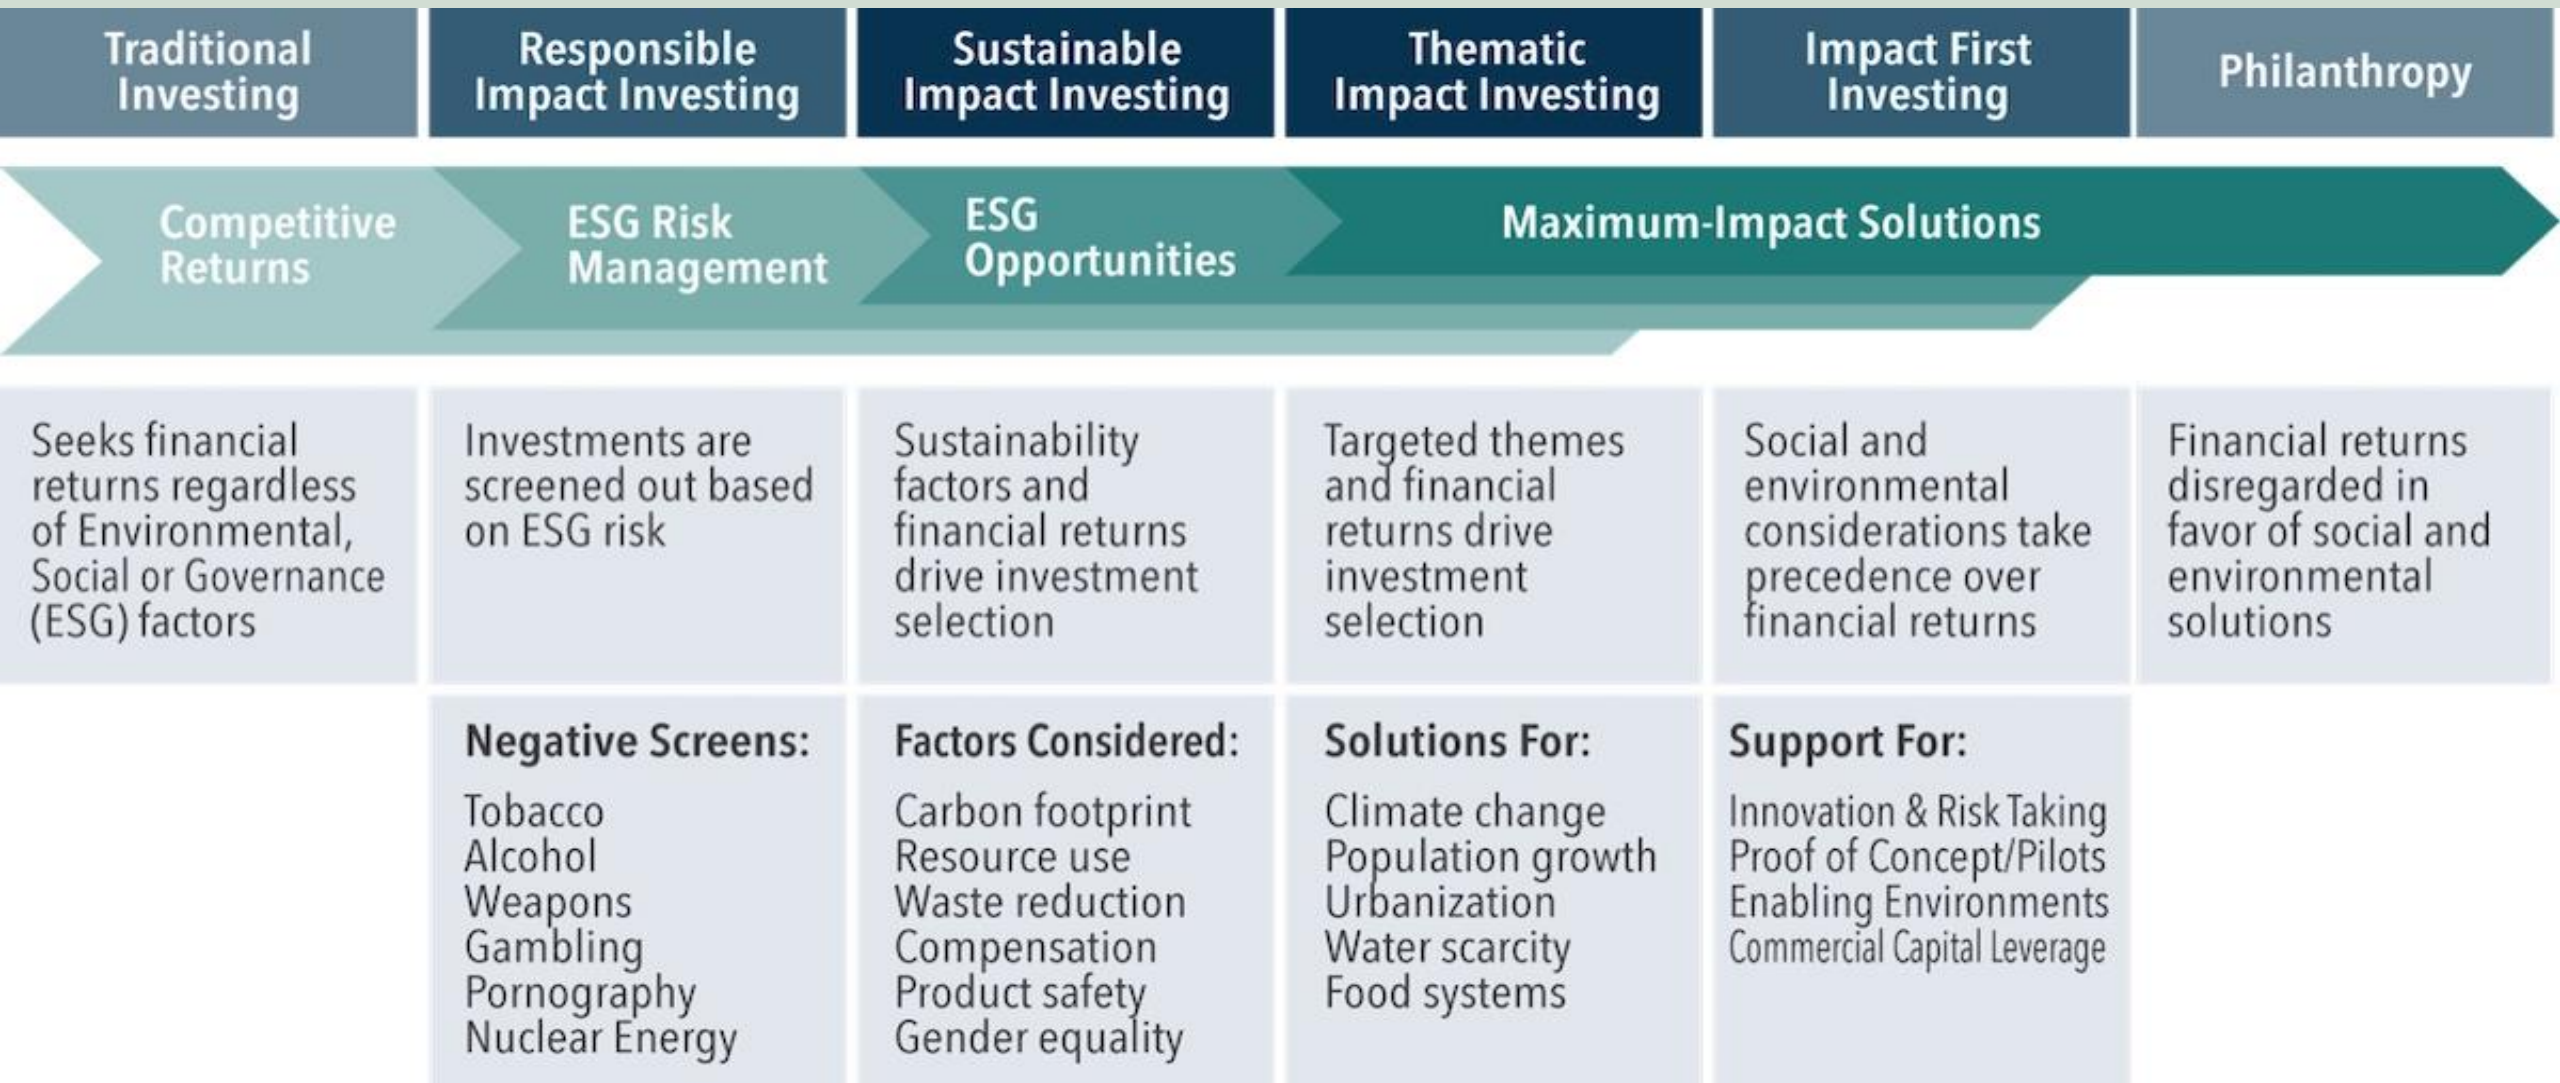 Traditional
Investing
Responsible
Impact Investing
Sustainable
Impact Investing
Thematic
Impact Investing
Impact First
Investing
Philanthropy
Competitive
Returns
ESG Risk
Management
ESG
Opportunities
Maximum-Impact Solutions
Seeks financial
returns regardless
of Environmental,
Social or Governance
(ESG) factors
Investments are
screened out based
on ESG risk
Sustainability
factors and
financial returns
drive investment
selection
Targeted themes
and financial
returns drive
investment
selection
Social and
environmental
considerations take
precedence over
financial returns
Financial returns
disregarded in
favor of social and
environmental
solutions
Negative Screens:
Tobacco
Alcohol
Weapons
Gambling
Pornography
Nuclear Energy
Factors Considered:
Carbon footprint
Resource use
Waste reduction
Compensation
Product safety
Gender equality
Solutions For:
Climate change
Population growth
Urbanization
Water scarcity
Food systems
Support For:
Innovation & Risk Taking
Proof of Concept/Pilots
Enabling Environments
Commercial Capital Leverage